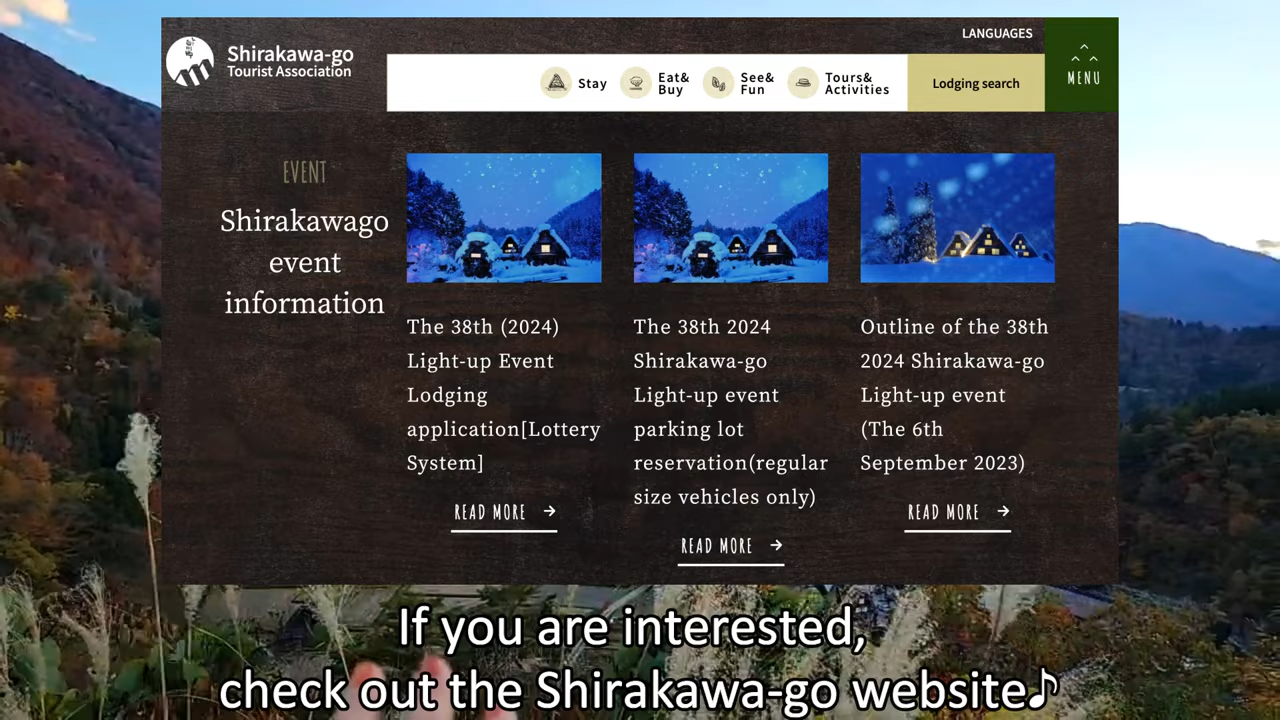 Shirakawa-go
Tourist Association
LANGUAGES
Stay
Eat&
Buy
See&
Fun
Tours&
Activities
Lodging search
MENU
EVENT
Shirakawago
event
information
The 38th (2024)
Light-up Event
Lodging
application[Lottery
System]
READ MORE →
The 38th 2024
Shirakawa-go
Light-up event
parking lot
reservation(regular
size vehicles only)
READ MORE →
Outline of the 38th
2024 Shirakawa-go
Light-up event
(The 6th
September 2023)
READ MORE →
If you are interested,
check out the Shirakawa-go website♪